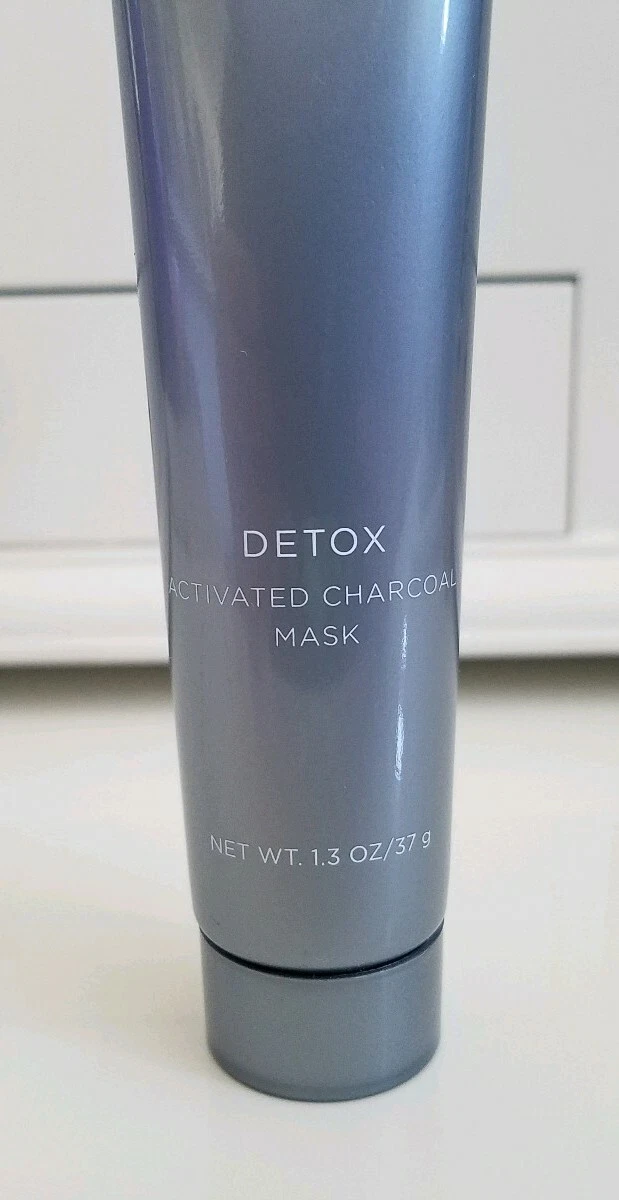 DETOX
ACTIVATED CHARCOAL
MASK
NET WT. 1.3 OZ/37 g